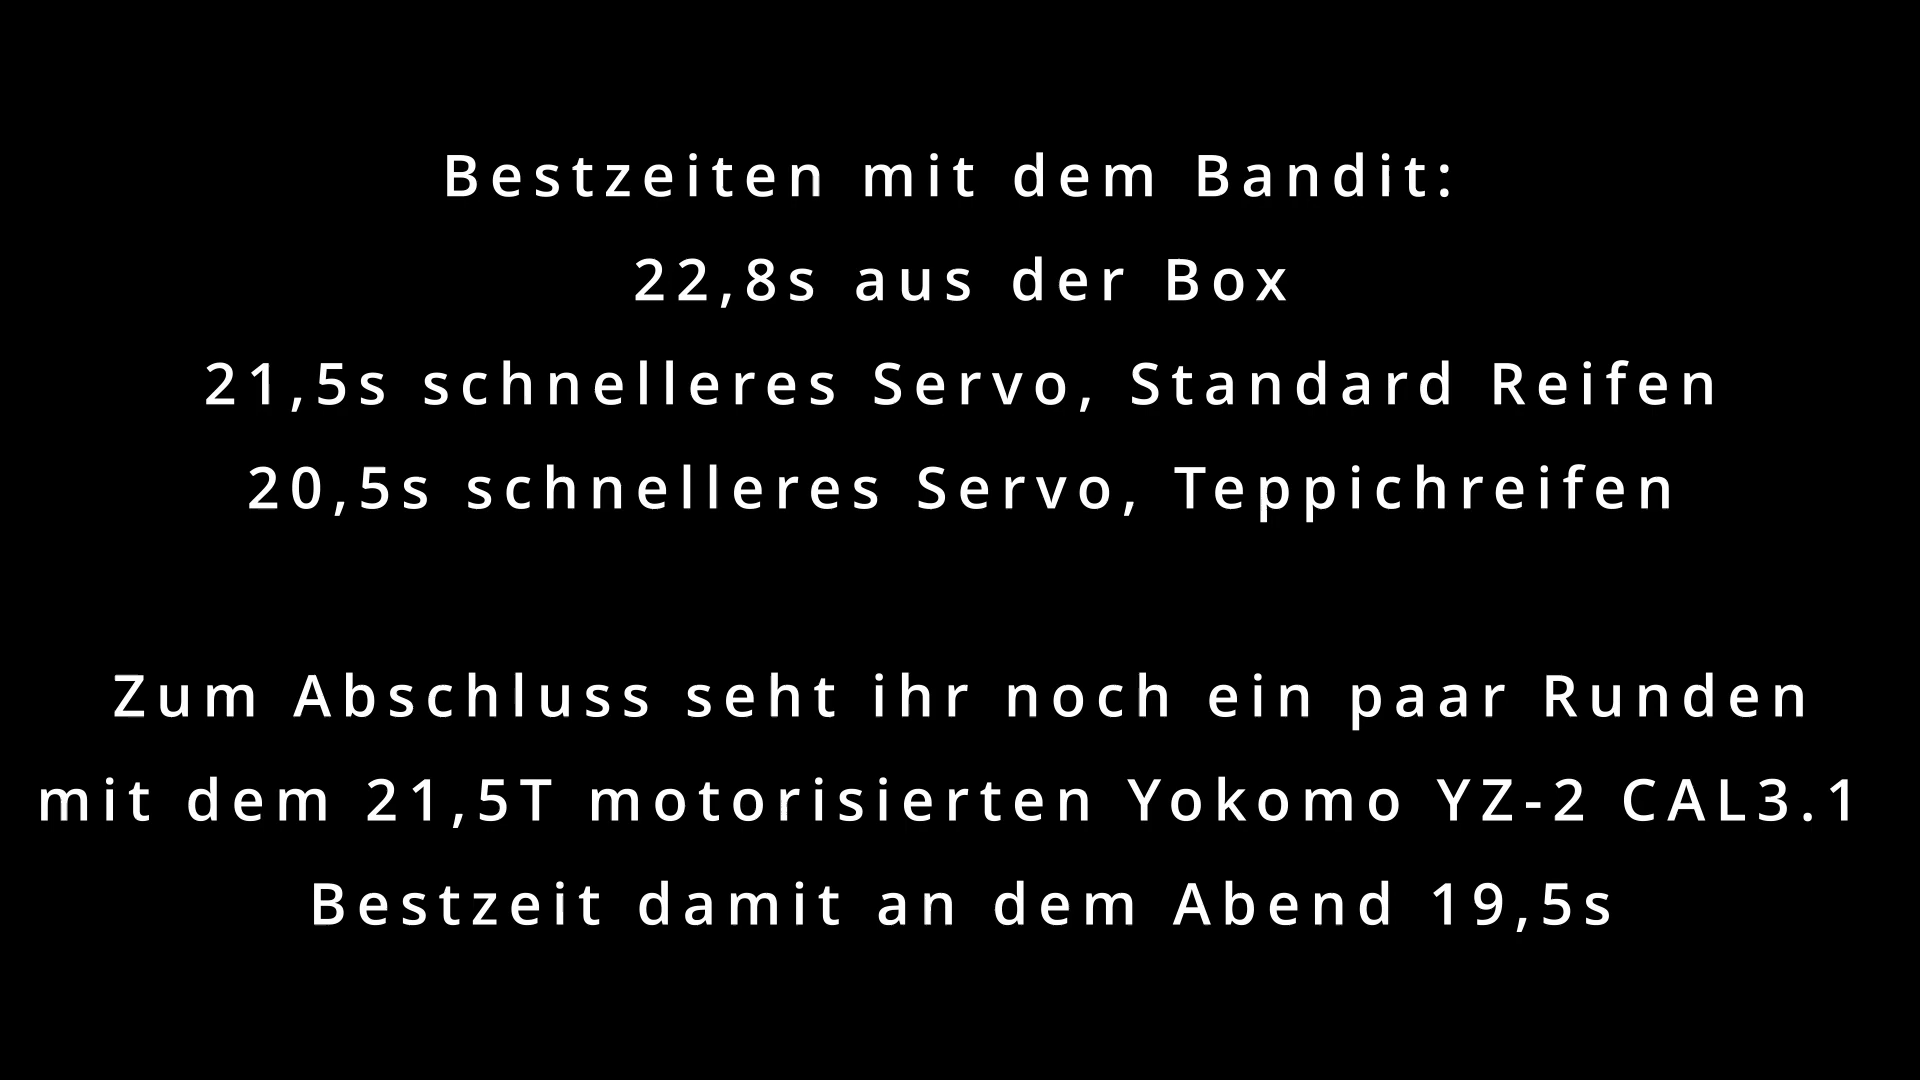 Bestzeiten mit dem Bandit:
22,8s aus der Box
21,5s schnelleres Servo, Standard Reifen
20,5s schnelleres Servo, Teppichreifen
Zum Abschluss seht ihr noch ein paar Runden
mit dem 21,5T motorisierten Yokomo YZ-2 CAL3.1
Bestzeit damit an dem Abend 19,5s